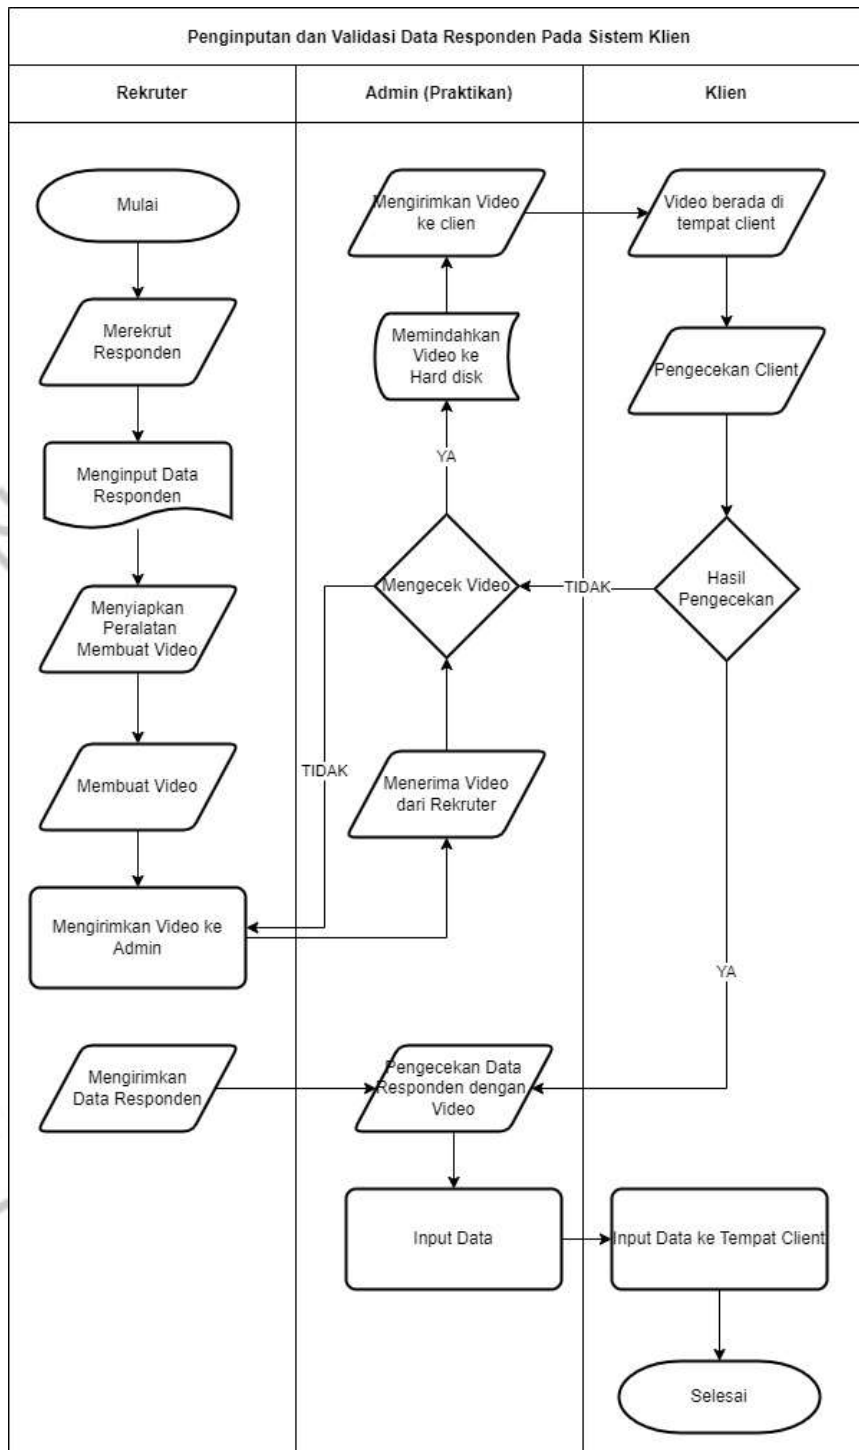 Penginputan dan Validasi Data Responden Pada Sistem Klien
Rekruter
Admin (Praktikan)
Klien
Mulai
Merekrut
Responden
Menginput Data
Responden
Menyiapkan
Peralatan
Membuat Video
Membuat Video
Mengirimkan Video ke
Admin
Mengirimkan
Data Responden
Mengirimkan Video
ke clien
Memindahkan
Video ke
Hard disk
YA
Mengecek Video
TIDAK
Menerima Video
dari Rekruter
Pengecekan Data
Responden dengan
Video
Input Data
Video berada di
tempat client
Pengecekan Client
Hasil
Pengecekan
TIDAK
YA
Input Data ke Tempat Client
Selesai